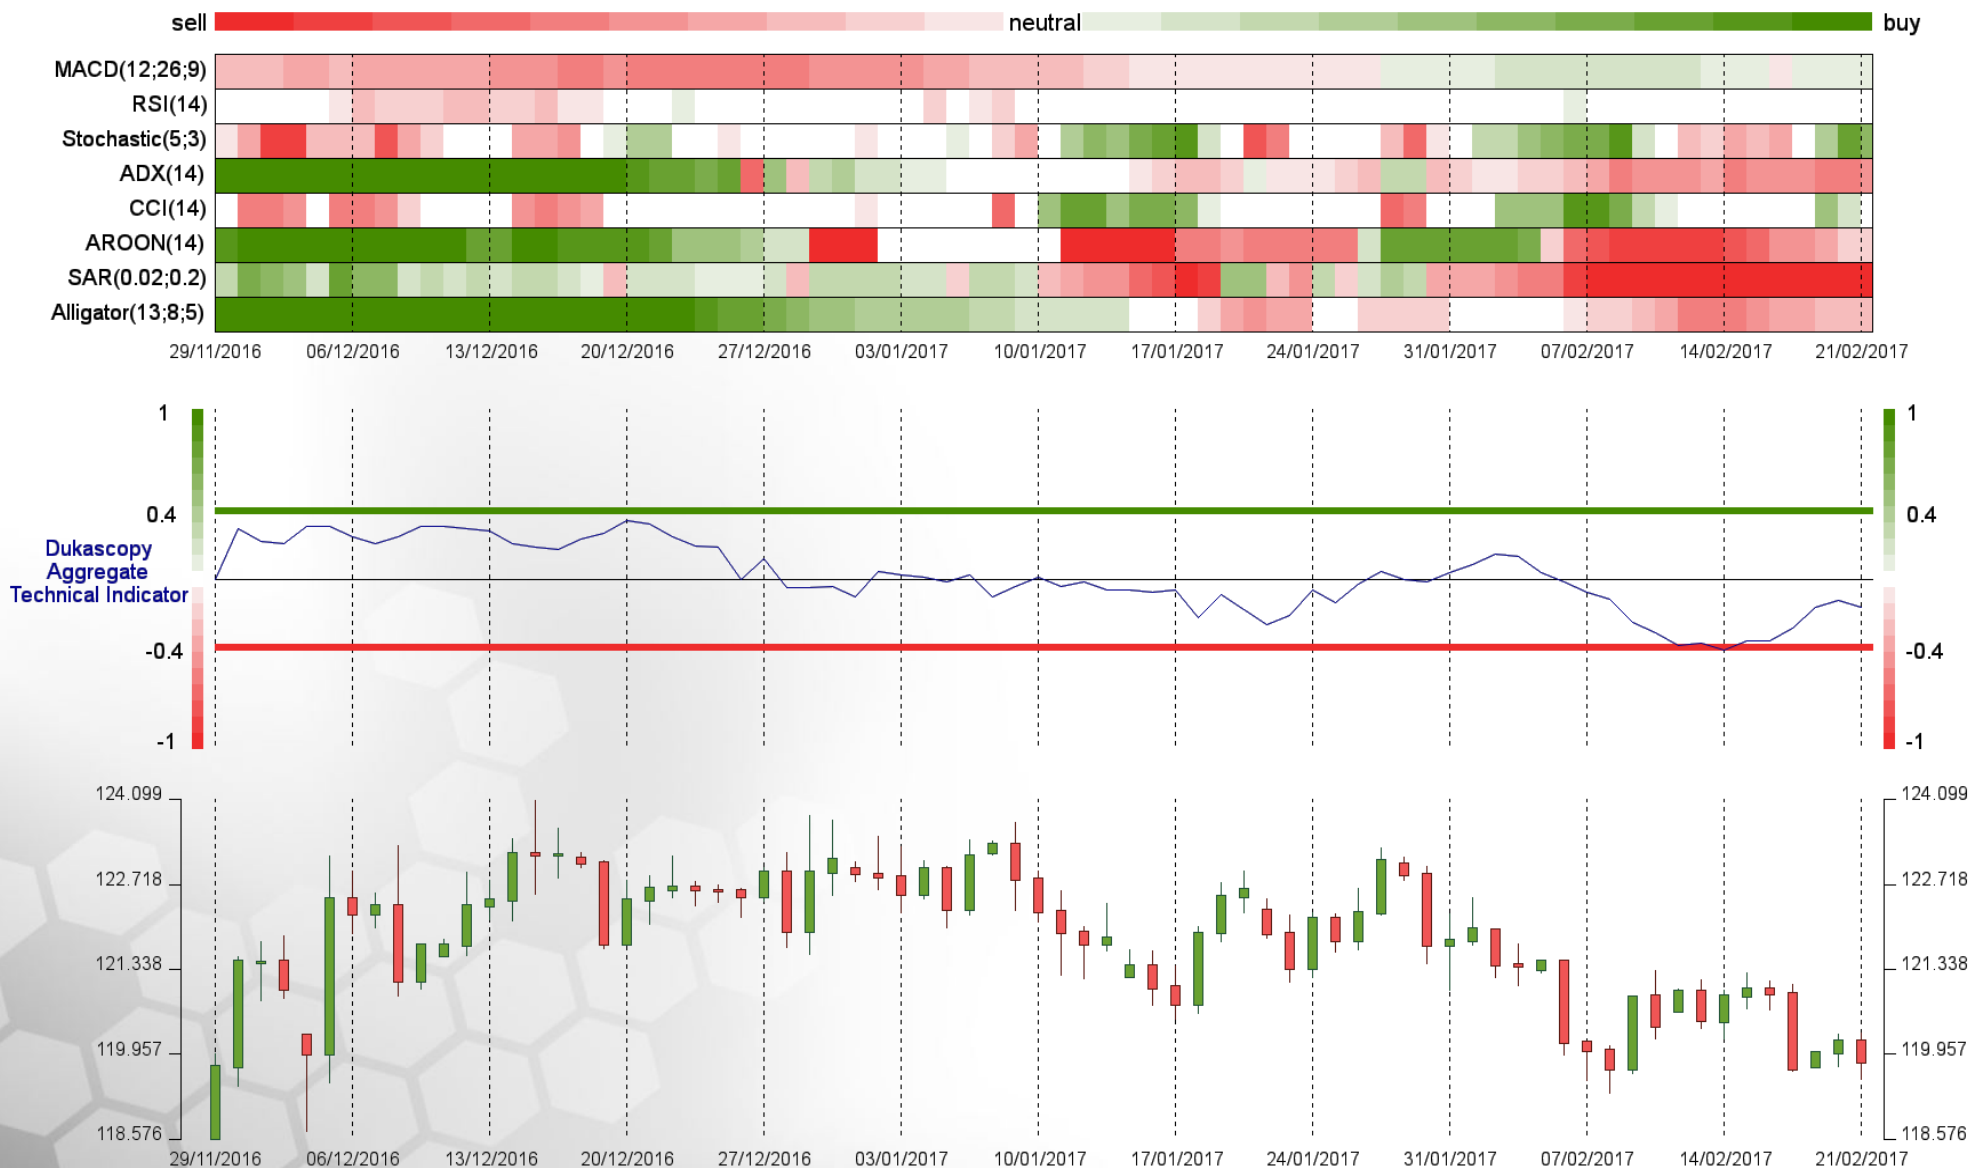 sell neutral buy
MACD(12;26;9)
RSI(14)
Stochastic(5;3)
ADX(14)
CCI(14)
AROON(14)
SAR(0.02;0.2)
Alligator(13;8;5)
29/11/2016 06/12/2016 13/12/2016 20/12/2016 27/12/2016 03/01/2017 10/01/2017 17/01/2017 24/01/2017 31/01/2017 07/02/2017 14/02/2017 21/02/2017
1 1
0.4 0.4
Dukascopy
Aggregate
Technical Indicator
-0.4 -0.4
-1 -1
124.099 124.099
122.718 122.718
121.338 121.338
119.957 119.957
118.576 118.576
29/11/2016 06/12/2016 13/12/2016 20/12/2016 27/12/2016 03/01/2017 10/01/2017 17/01/2017 24/01/2017 31/01/2017 07/02/2017 14/02/2017 21/02/2017